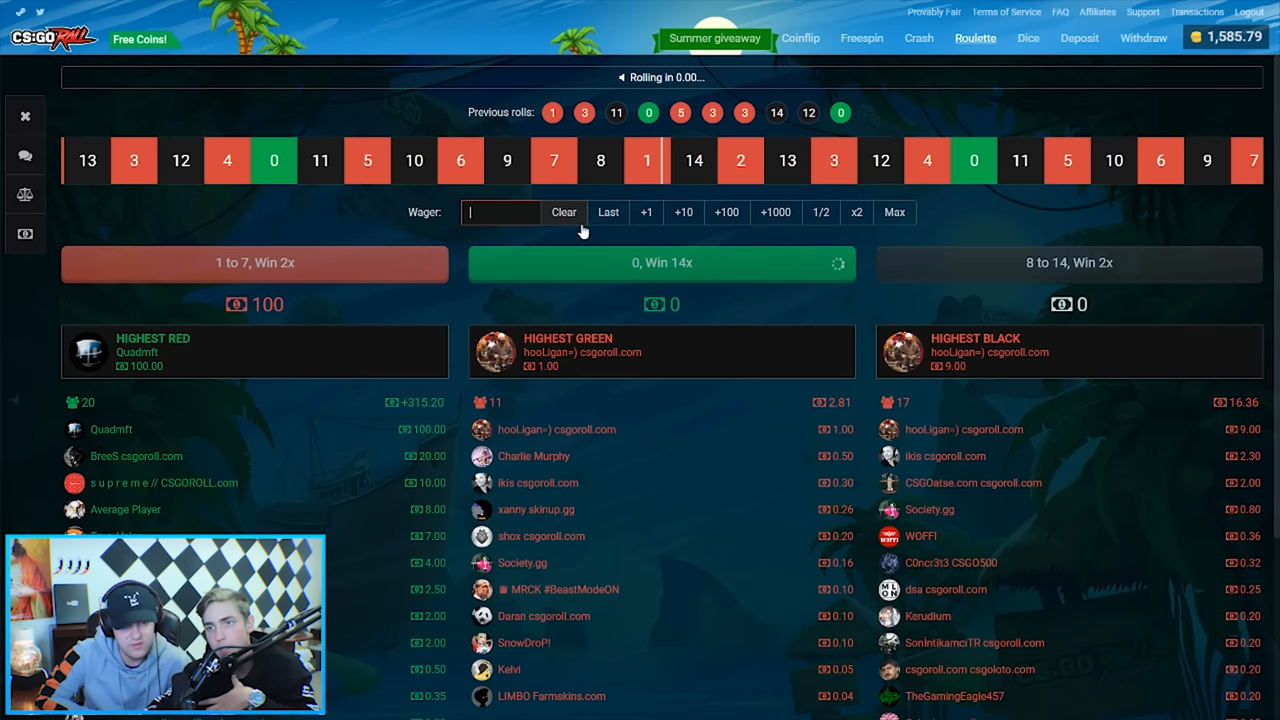 Provably Fair Terms of Service FAQ Affiliates Support Transactions Logout
CS:GO ROLL Free Coins! Summer giveaway Coinflip Freespin Crash Roulette Dice Deposit Withdraw 1,585.79
Rolling in 0.00...
Previous rolls: 1 3 11 0 5 3 3 14 12 0
13 3 12 4 0 11 5 10 6 9 7 8 1 14 2 13 3 12 4 0 11 5 10 6 9 7
Wager: Clear Last +1 +10 +100 +1000 1/2 x2 Max
1 to 7, Win 2x
0, Win 14x
8 to 14, Win 2x
100
0
0
HIGHEST RED
Quadmft
100.00
HIGHEST GREEN
hooLigan=) csgoroll.com
1.00
HIGHEST BLACK
hooLigan=) csgoroll.com
9.00
20 +315.20
Quadmft 100.00
BreeS csgoroll.com 20.00
s u p r e m e // CSGOROLL.com 10.00
Average Player 8.00
7.00
4.00
2.50
2.00
2.00
0.50
0.35
11 2.81
hooLigan=) csgoroll.com 1.00
Charlie Murphy 0.50
ikis csgoroll.com 0.30
xanny skinup.gg 0.26
shox csgoroll.com 0.20
Society.gg 0.16
MRCK #BeastModeON 0.10
Daran csgoroll.com 0.10
SnowDroP! 0.10
Kelvi 0.05
LIMBO Farmskins.com 0.04
17 16.36
hooLigan=) csgoroll.com 9.00
ikis csgoroll.com 2.30
CSGOatse.com csgoroll.com 2.00
Society.gg 0.80
WOFFI 0.36
C0ncr3t3 CSGO500 0.32
dsa csgoroll.com 0.25
Kerudium 0.20
SonIntikamcıTR csgoroll.com 0.20
csgoroll.com csgoloto.com 0.20
TheGamingEagle457 0.20